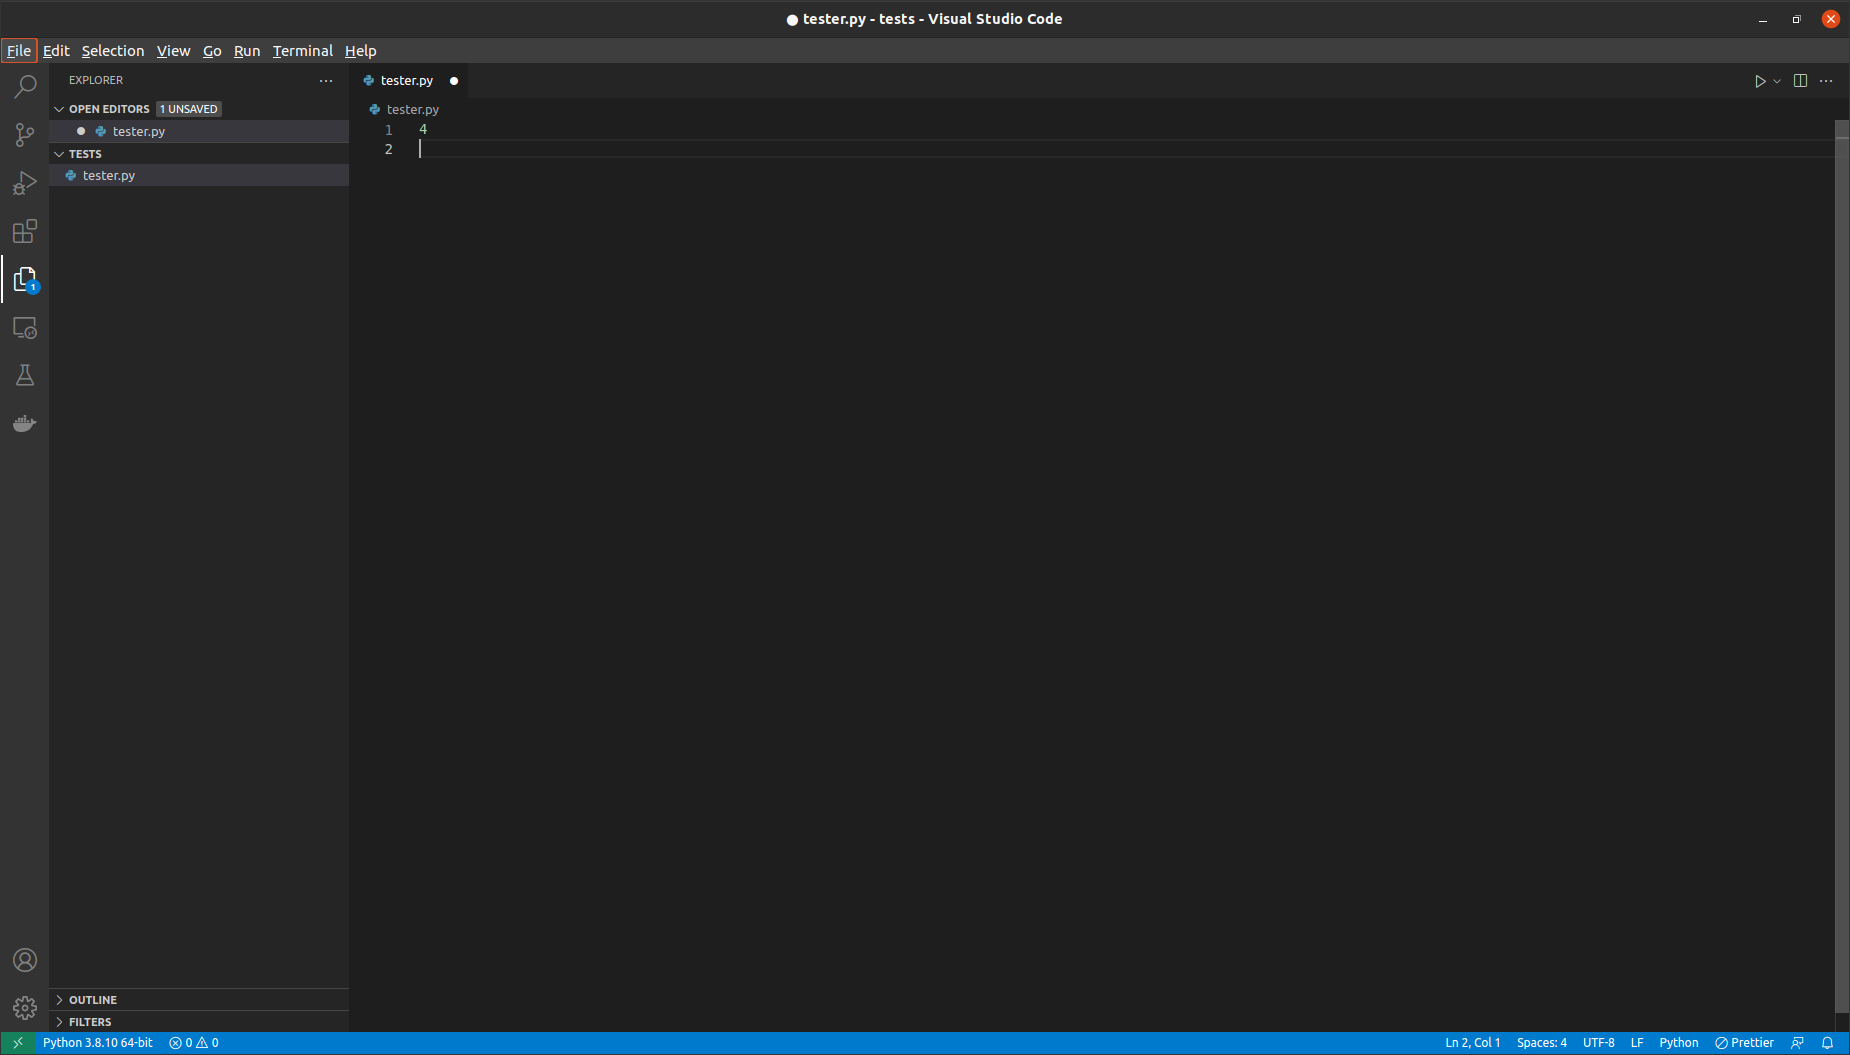 ● tester.py - tests - Visual Studio Code
File Edit Selection View Go Run Terminal Help
EXPLORER
OPEN EDITORS 1 UNSAVED
tester.py
TESTS
tester.py
1
tester.py
tester.py
1 4
2
OUTLINE
FILTERS
Python 3.8.10 64-bit 0 0
Ln 2, Col 1 Spaces: 4 UTF-8 LF Python Prettier